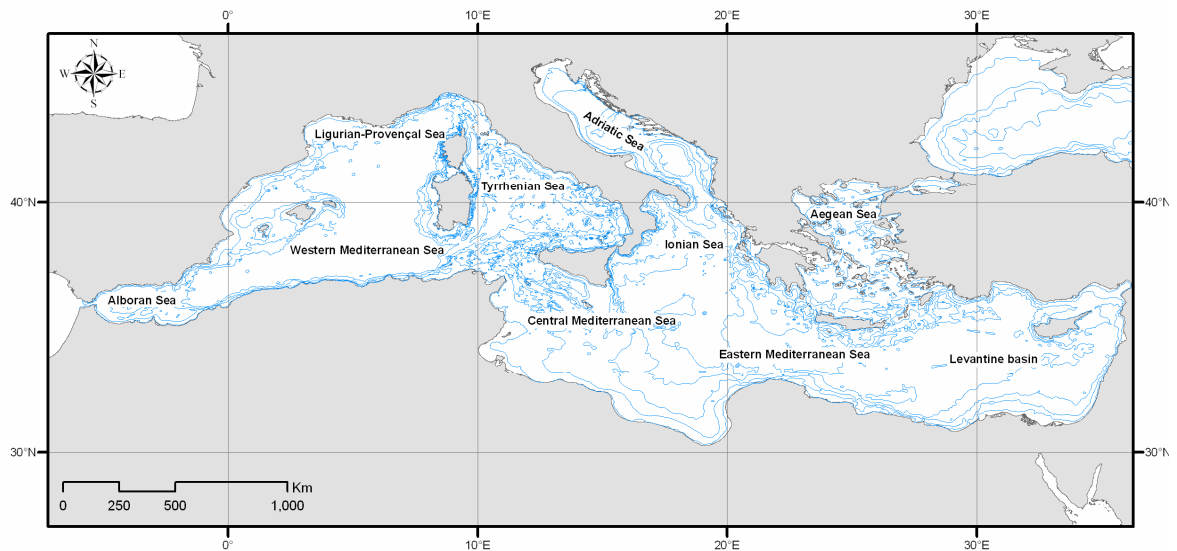 0° 10°E 20°E 30°E
N
W E
S
Adriatic Sea
Ligurian-Provençal Sea
Tyrrhenian Sea
40°N 40°N
Aegean Sea
Ionian Sea
Western Mediterranean Sea
Alboran Sea
Central Mediterranean Sea
Eastern Mediterranean Sea
Levantine basin
30°N 30°N
Km
0 250 500 1,000
0° 10°E 20°E 30°E